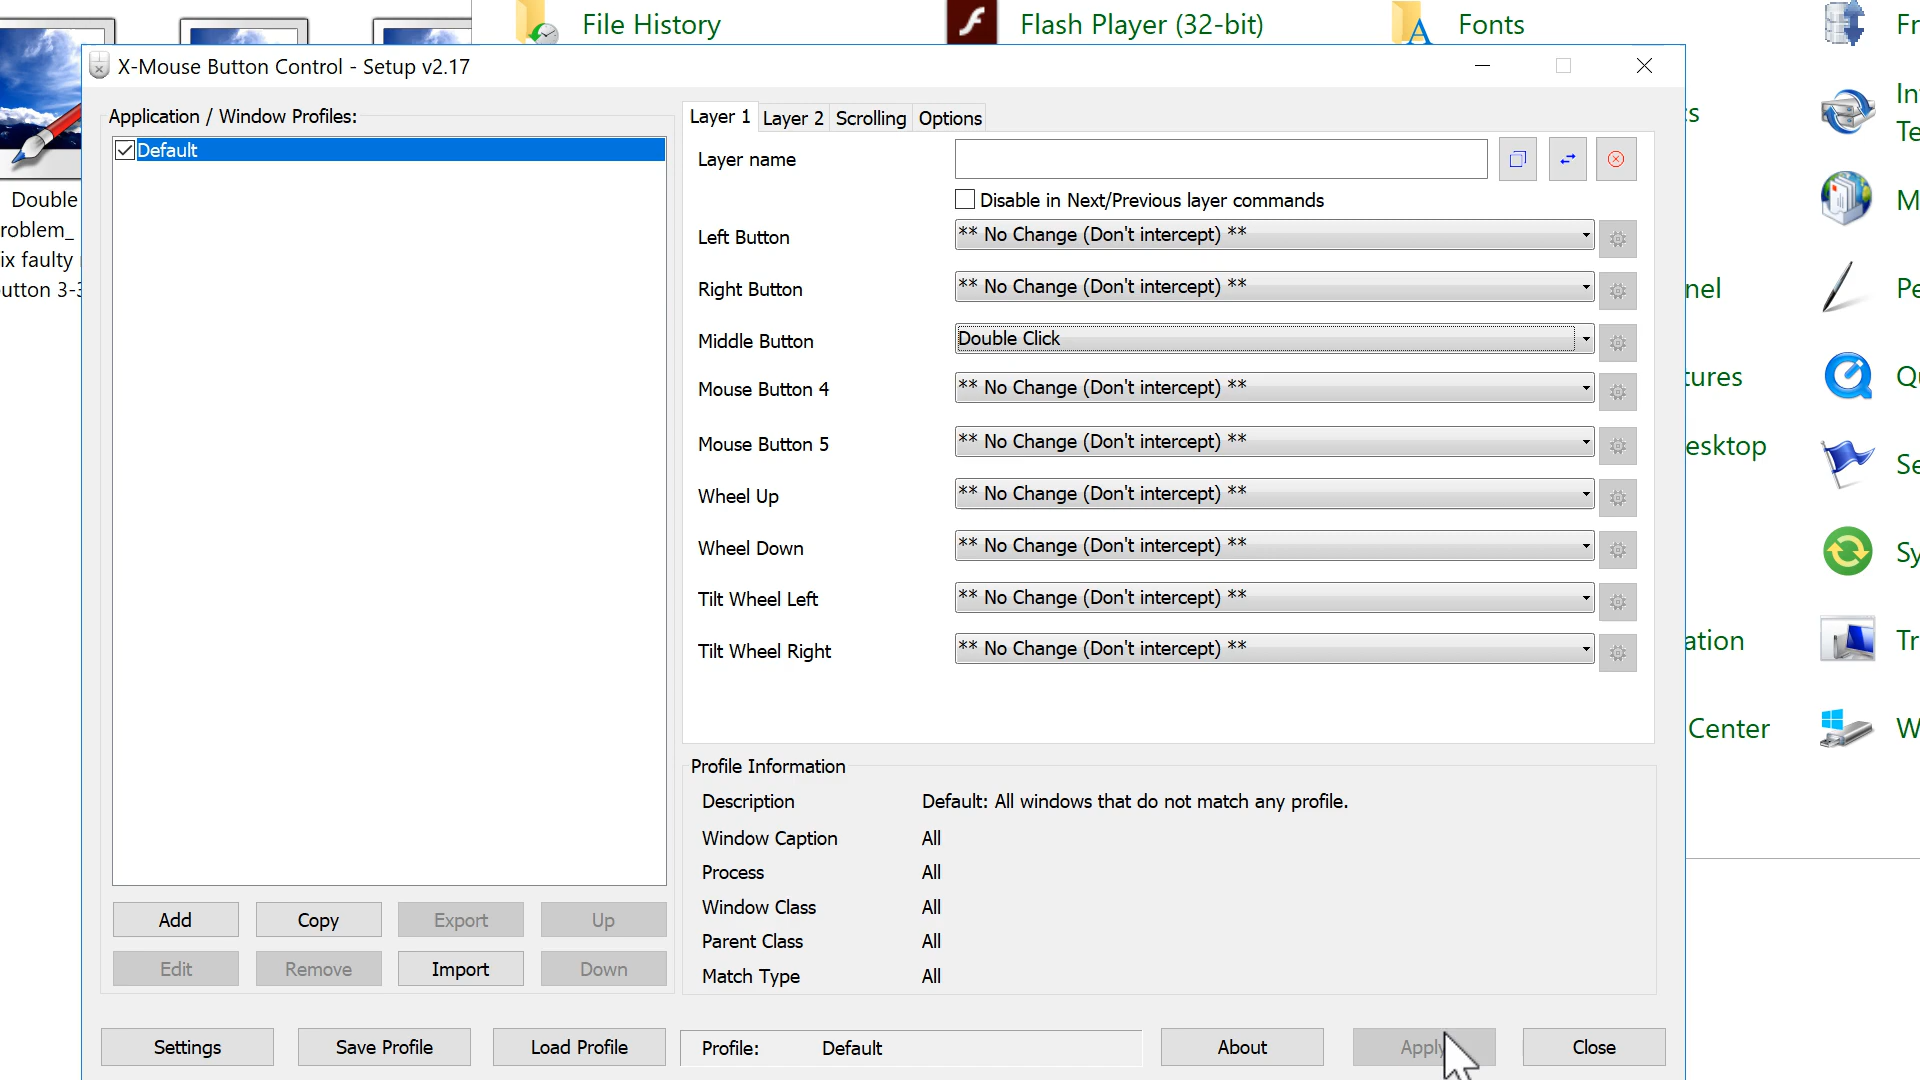 File History
Flash Player (32-bit)
Fonts
X-Mouse Button Control - Setup v2.17
Application / Window Profiles:
Default
Double
roblem_
ix faulty
utton 3-
Layer 1
Layer 2
Scrolling
Options
Layer name
Disable in Next/Previous layer commands
Left Button
** No Change (Don't intercept) **
Right Button
** No Change (Don't intercept) **
Middle Button
Double Click
Mouse Button 4
** No Change (Don't intercept) **
Mouse Button 5
** No Change (Don't intercept) **
Wheel Up
** No Change (Don't intercept) **
Wheel Down
** No Change (Don't intercept) **
Tilt Wheel Left
** No Change (Don't intercept) **
Tilt Wheel Right
** No Change (Don't intercept) **
Profile Information
Description
Default: All windows that do not match any profile.
Window Caption
All
Process
All
Window Class
All
Parent Class
All
Match Type
All
Add
Copy
Export
Up
Edit
Remove
Import
Down
Settings
Save Profile
Load Profile
Profile:
Default
About
Apply
Close
nel
tures
esktop
ation
Center
Fr
In
Te
M
Pe
Se
Sy
Tr
W